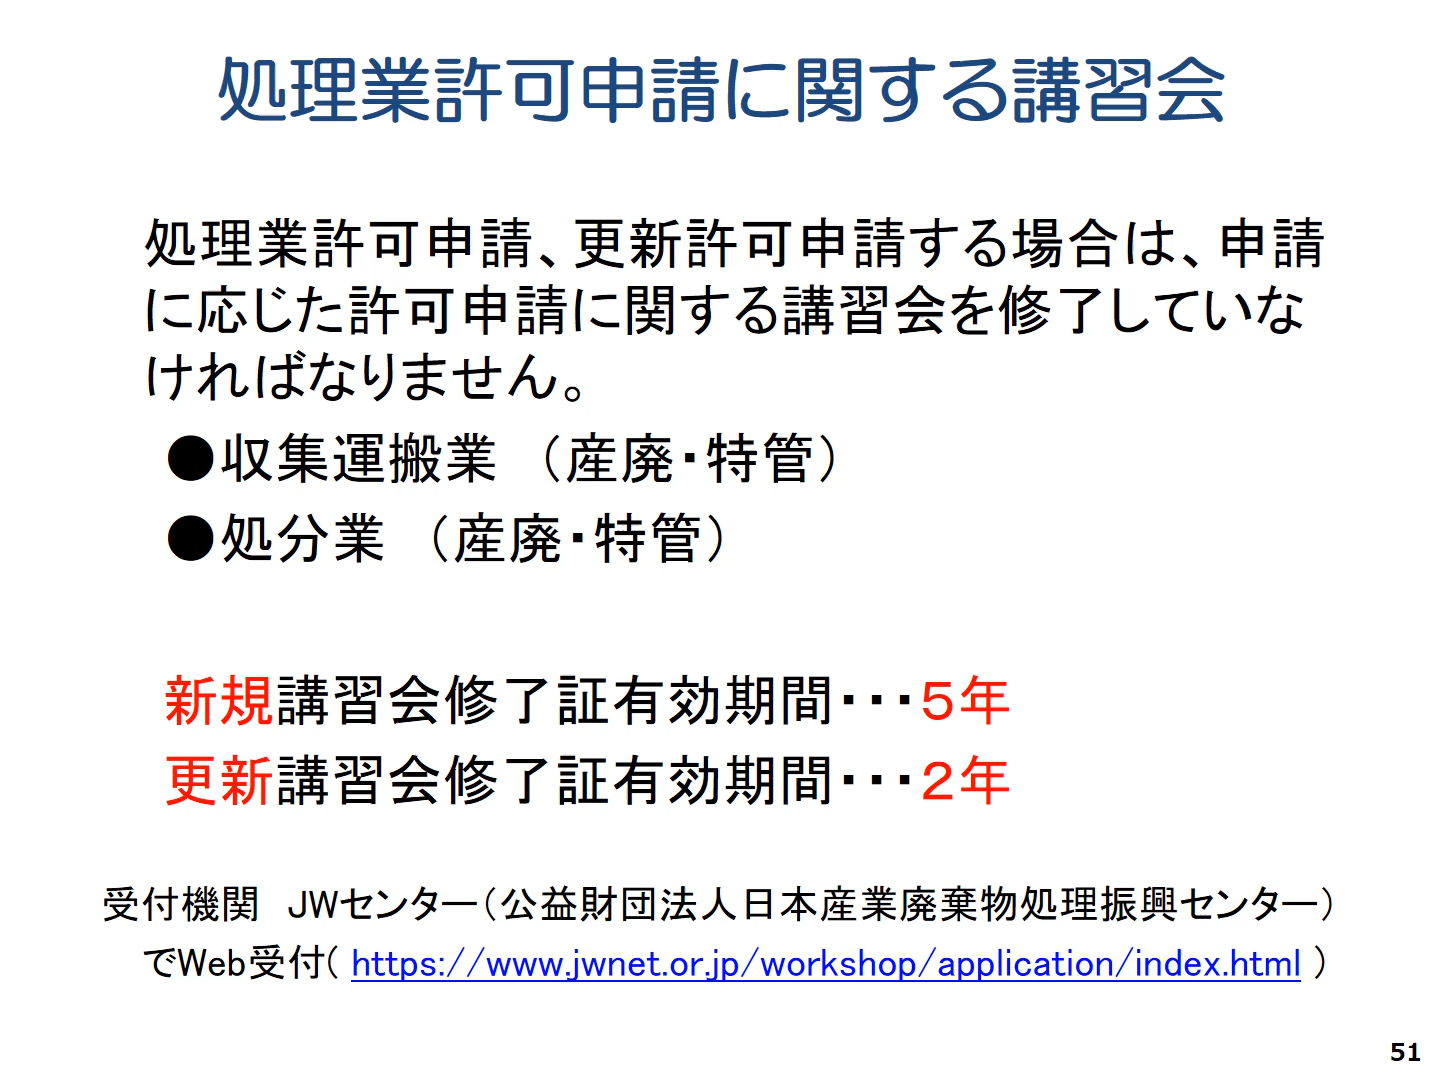 処理業許可申請に関する講習会
処理業許可申請、更新許可申請する場合は、申請
に応じた許可申請に関する講習会を修了していな
ければなりません。
●収集運搬業　（産廃・特管）
●処分業　（産廃・特管）
新規講習会修了証有効期間・・・５年
更新講習会修了証有効期間・・・２年
受付機関　JWセンター（公益財団法人日本産業廃棄物処理振興センター）
でWeb受付（ https://www.jwnet.or.jp/workshop/application/index.html ）
51